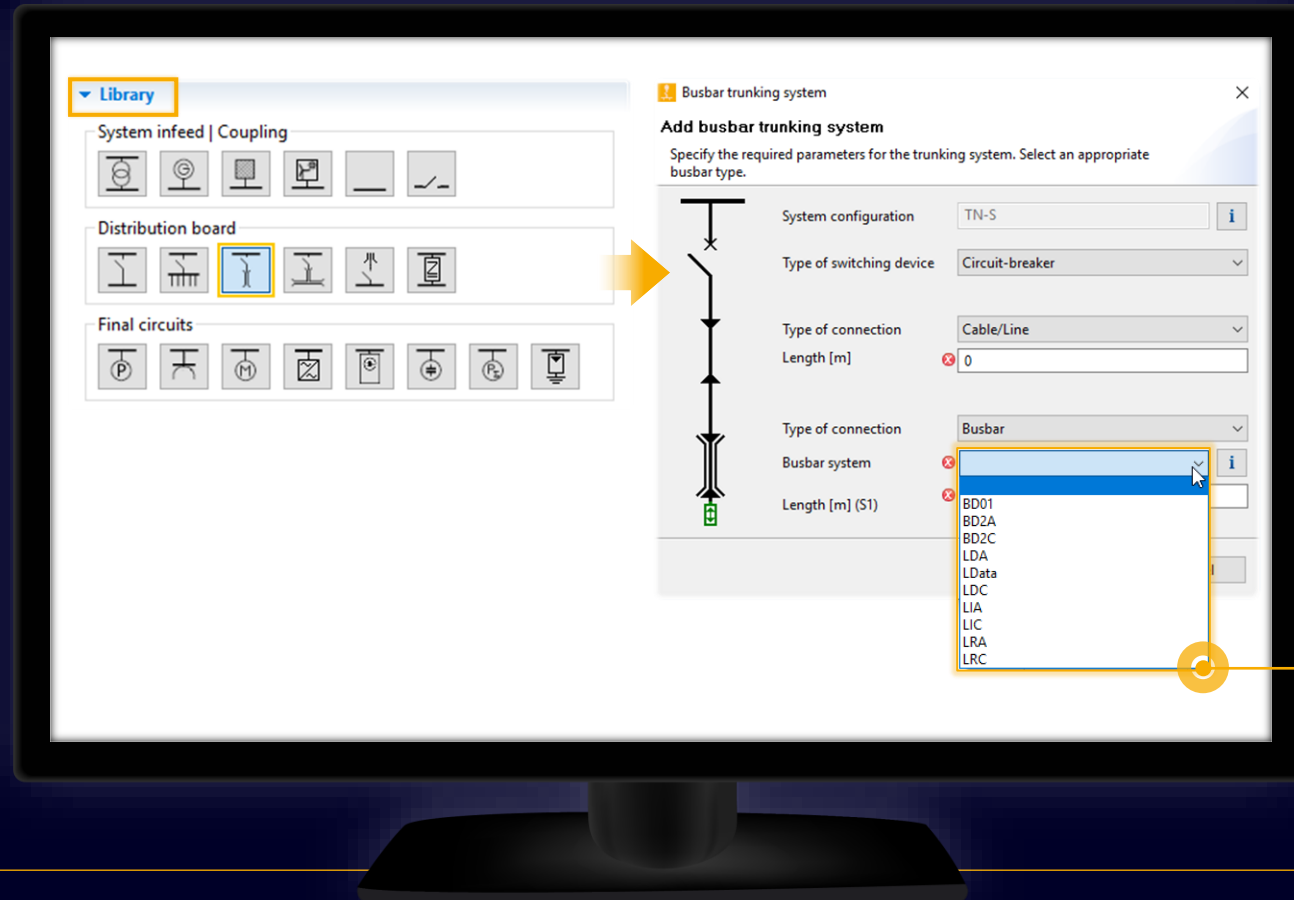 Library
System infeed | Coupling
G
Distribution board
Z
Final circuits
P
M
PΣ
Busbar trunking system
Add busbar trunking system
Specify the required parameters for the trunking system. Select an appropriate
busbar type.
System configuration
TN-S
i
Type of switching device
Circuit-breaker
Type of connection
Cable/Line
Length [m]
0
Type of connection
Busbar
Busbar system
i
Length [m] (S1)
BD01
BD2A
BD2C
LDA
LData
LDC
LIA
LIC
LRA
LRC